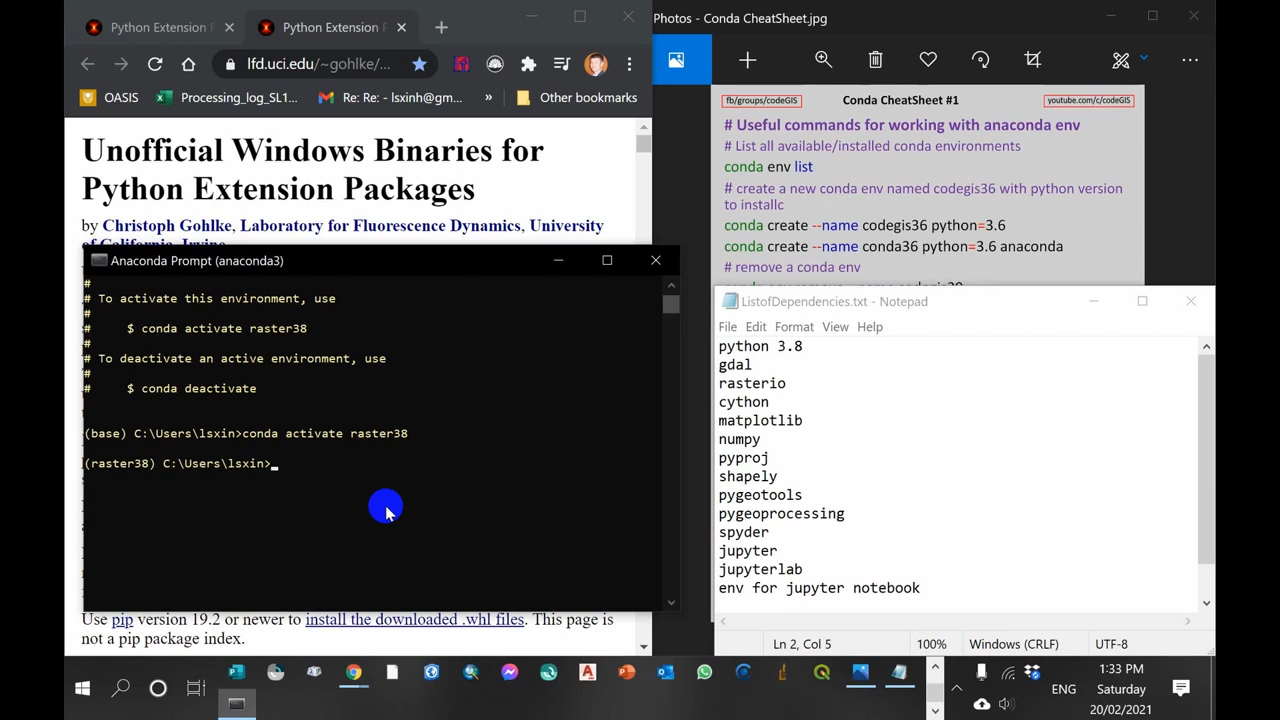 Python Extension F
Python Extension F
lfd.uci.edu/~gohlke/...
OASIS
Processing_log_SL1...
Re: Re: - lsxinh@gm...
»
Other bookmarks
Unofficial Windows Binaries for
Python Extension Packages
by Christoph Gohlke, Laboratory for Fluorescence Dynamics, University
of California, Irvine
Anaconda Prompt (anaconda3)
#
# To activate this environment, use
#
# $ conda activate raster38
#
# To deactivate an active environment, use
#
# $ conda deactivate
(base) C:\Users\lsxin>conda activate raster38
(raster38) C:\Users\lsxin>
Use pip version 19.2 or newer to install the downloaded .whl files. This page is
not a pip package index.
Photos - Conda CheatSheet.jpg
fb/groups/codeGIS
Conda CheatSheet #1
youtube.com/c/codeGIS
# Useful commands for working with anaconda env
# List all available/installed conda environments
conda env list
# create a new conda env named codegis36 with python version
to installc
conda create --name codegis36 python=3.6
conda create --name conda36 python=3.6 anaconda
# remove a conda env
ListofDependencies.txt - Notepad
File Edit Format View Help
python 3.8
gdal
rasterio
cython
matplotlib
numpy
pyproj
shapely
pygeotools
pygeoprocessing
spyder
jupyter
jupyterlab
env for jupyter notebook
Ln 2, Col 5
100%
Windows (CRLF)
UTF-8
ENG
1:33 PM
Saturday
20/02/2021